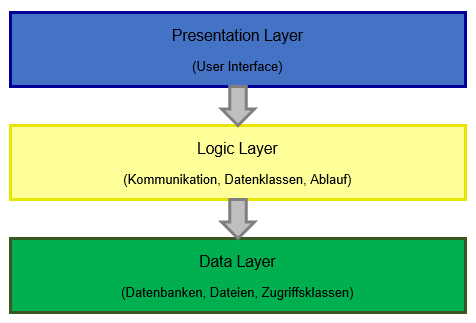 Presentation Layer
(User Interface)
Logic Layer
(Kommunikation, Datenklassen, Ablauf)
Data Layer
(Datenbanken, Dateien, Zugriffsklassen)